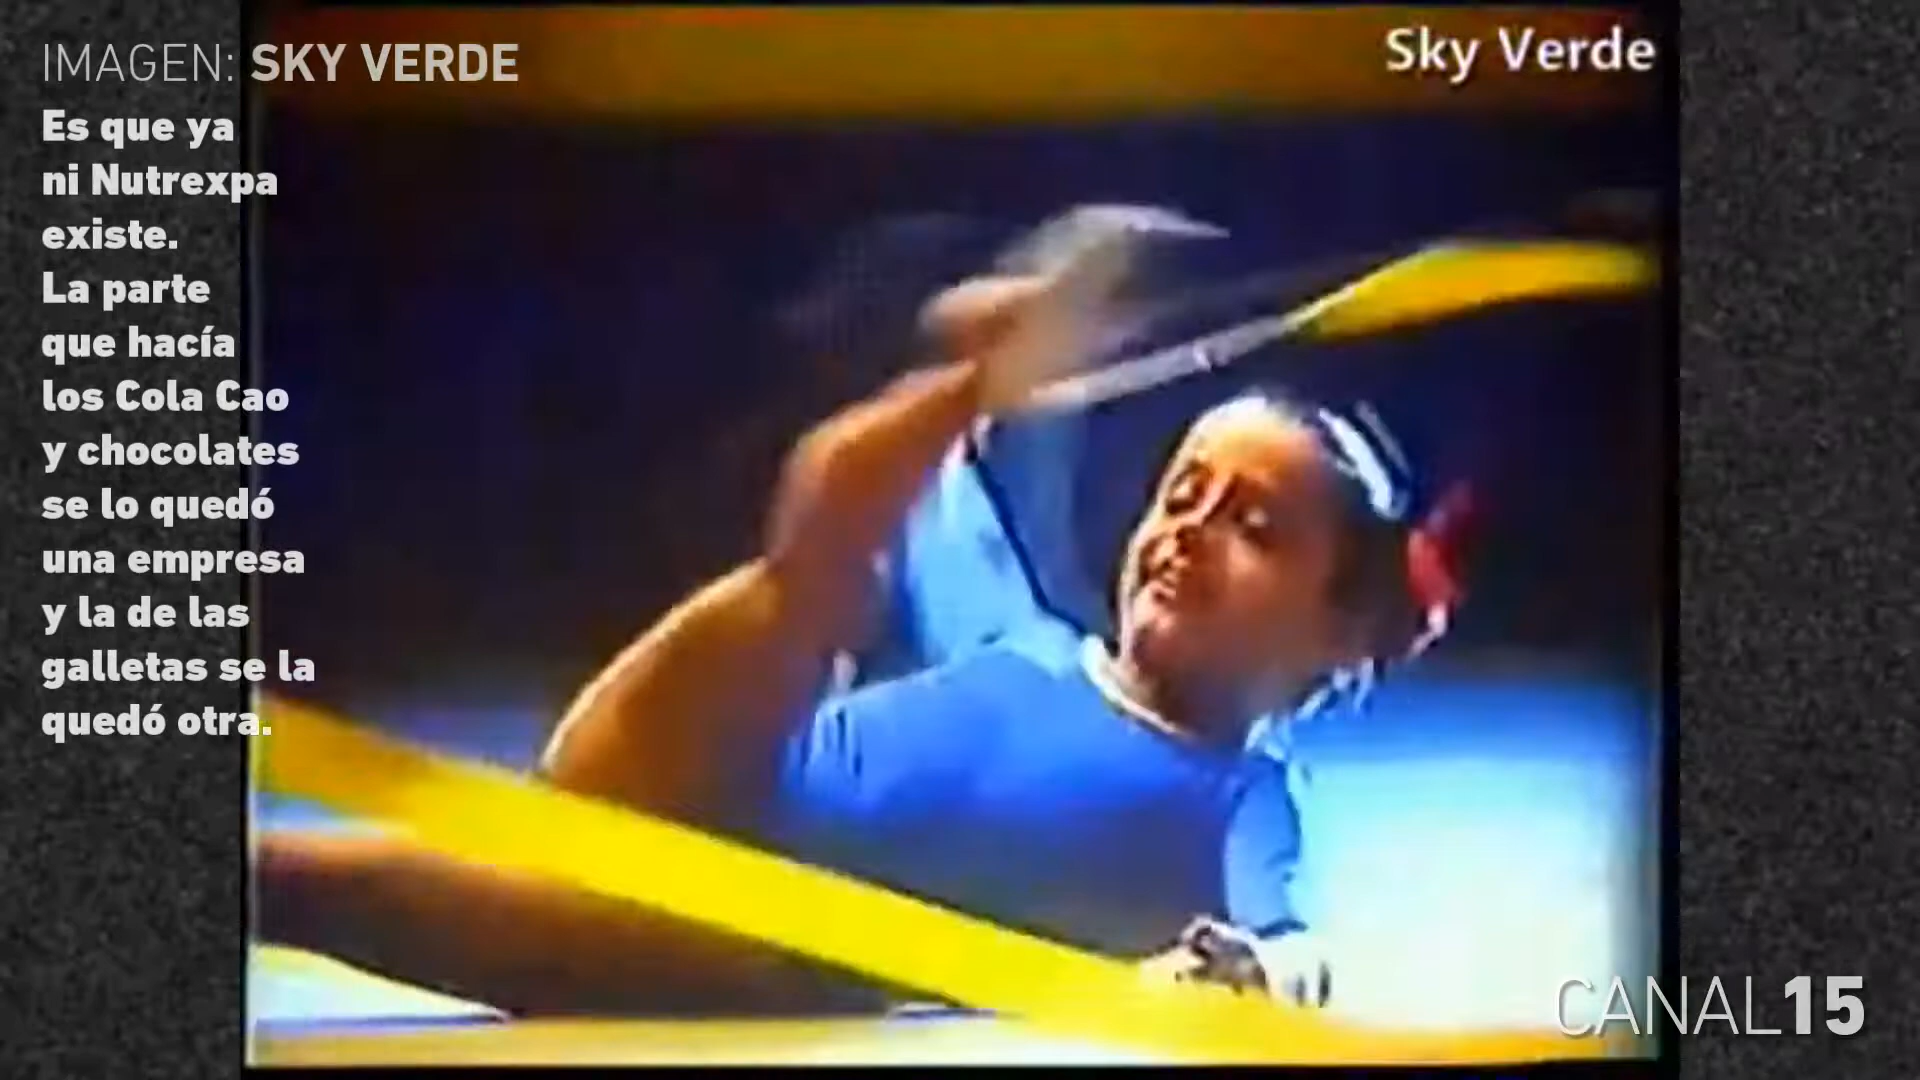 IMAGEN: SKY VERDE
Sky Verde
Es que ya
ni Nutrexpa
existe.
La parte
que hacía
los Cola Cao
y chocolates
se lo quedó
una empresa
y la de las
galletas se la
quedó otra.
CANAL15